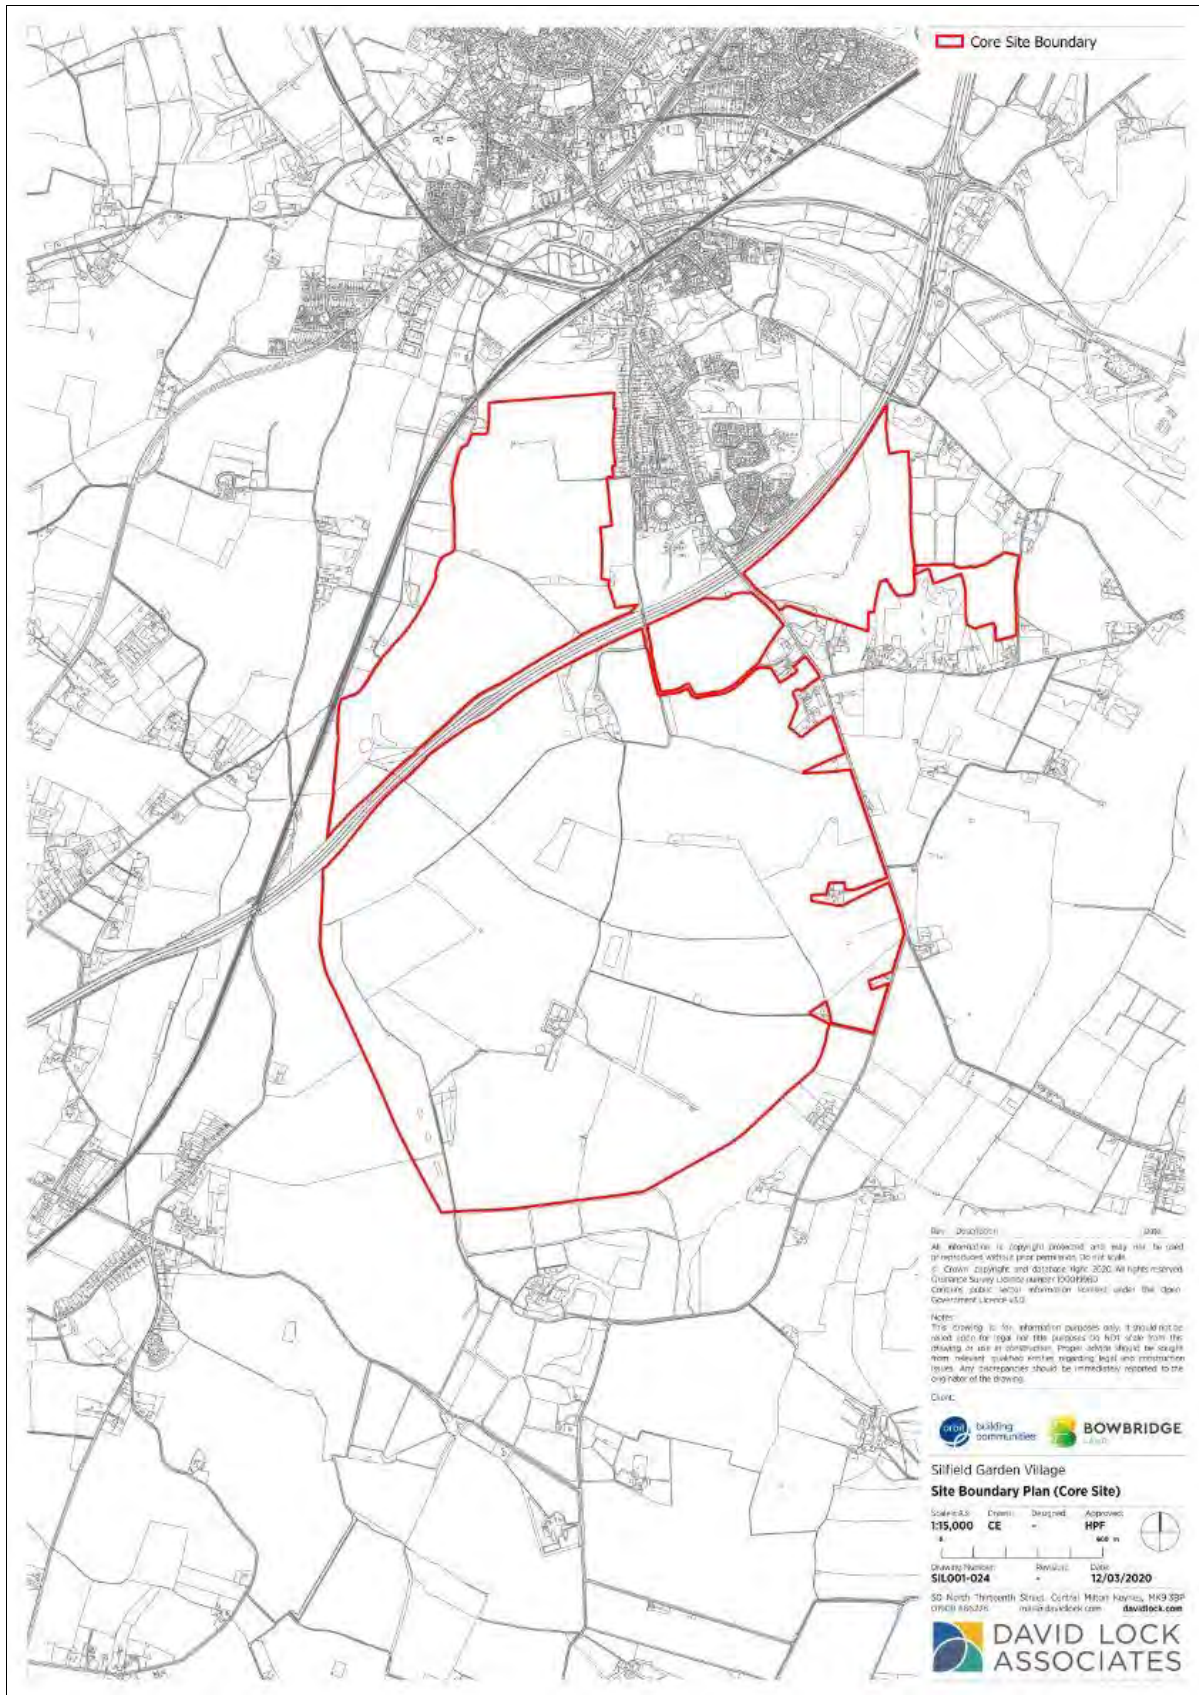 Core Site Boundary
Rev Description Date
All information is copyright protected and may not be used
or reproduced without prior permission. Do not scale.
© Crown copyright and database right 2020. All rights reserved.
Ordnance Survey Licence number
Contains public sector information licensed under the Open
Government Licence v3.0
Notes:
This drawing is for information purposes only. It should not be
relied upon for legal nor title purposes. Do NOT scale from this
drawing or use in construction. Proper advice should be sought
from relevant qualified entities regarding legal and construction
issues. Any discrepancies should be immediately reported to the
originator of the drawing.
Client:
orbit building communities
BOWBRIDGE
LAND
Silfield Garden Village
Site Boundary Plan (Core Site)
Scale: A3: Drawn: Designed: Approved:
1:15,000 CE - HPF
0 600 m
Drawing Number: Revision: Date:
SIL001-024 - 12/03/2020
50 North Thirteenth Street, Central Milton Keynes, MK9 3BP
davidlock.com
DAVID LOCK
ASSOCIATES